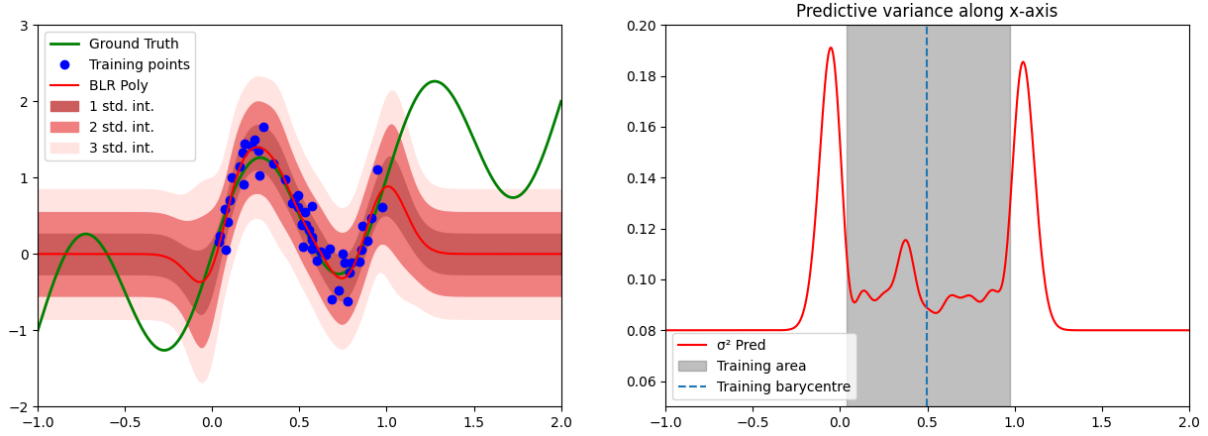 3
2
1
0
−1
−2
−1.0 −0.5 0.0 0.5 1.0 1.5 2.0
Ground Truth
Training points
BLR Poly
1 std. int.
2 std. int.
3 std. int.
Predictive variance along x-axis
0.20
0.18
0.16
0.14
0.12
0.10
0.08
0.06
−1.0 −0.5 0.0 0.5 1.0 1.5 2.0
σ² Pred
Training area
Training barycentre